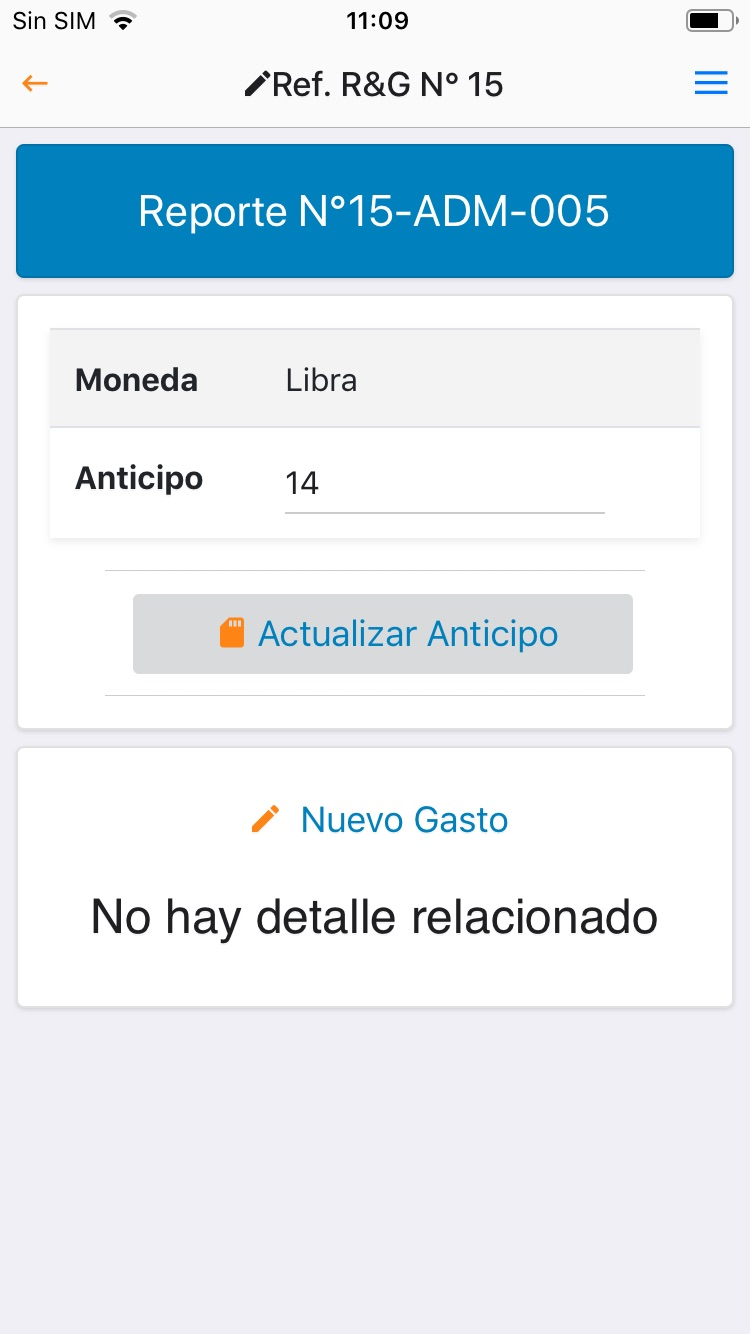 Sin SIM 11:09
Ref. R&G Nº 15
Reporte N°15-ADM-005
Moneda Libra
Anticipo 14
Actualizar Anticipo
Nuevo Gasto
No hay detalle relacionado